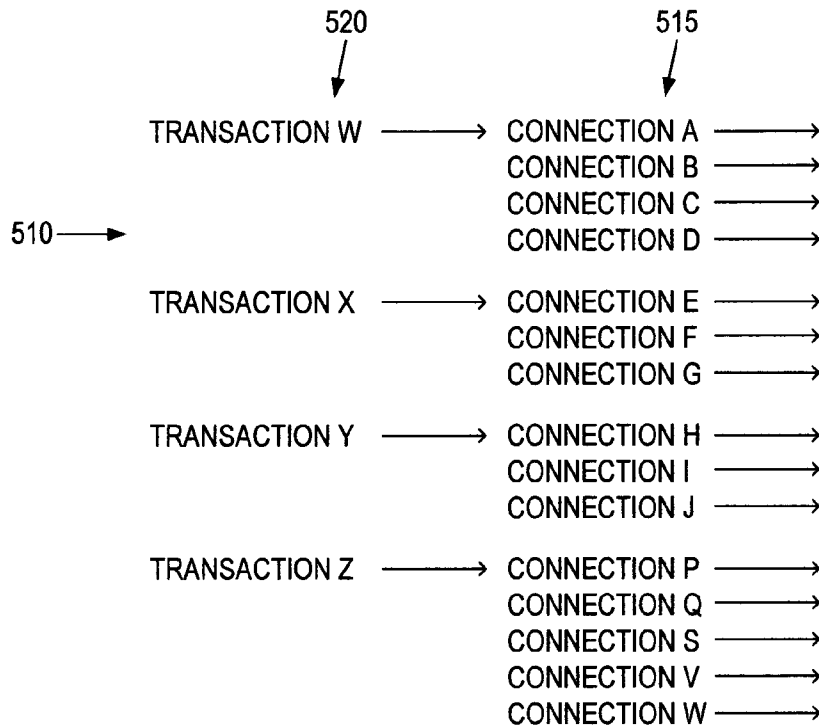 520 515
TRANSACTION W CONNECTION A
CONNECTION B
CONNECTION C
510 CONNECTION D
TRANSACTION X CONNECTION E
CONNECTION F
CONNECTION G
TRANSACTION Y CONNECTION H
CONNECTION I
CONNECTION J
TRANSACTION Z CONNECTION P
CONNECTION Q
CONNECTION S
CONNECTION V
CONNECTION W